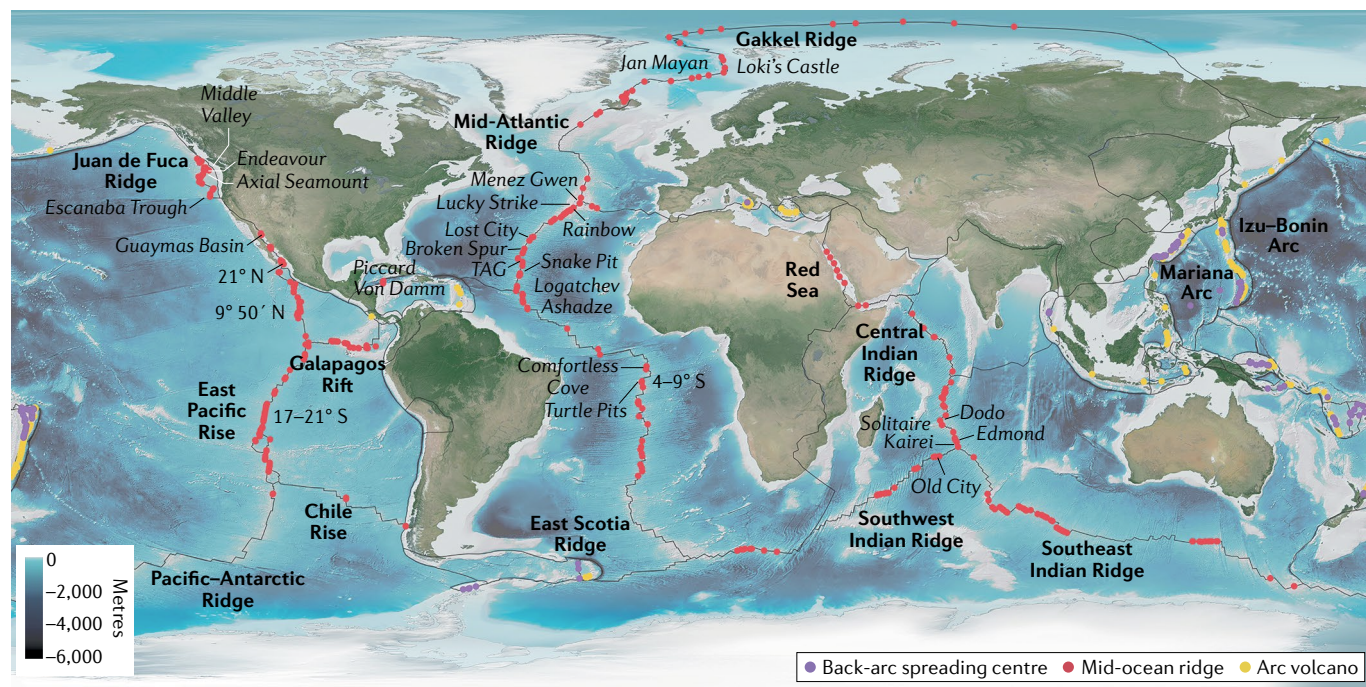 Gakkel Ridge
Jan Mayan
Loki's Castle
Middle
Valley
Mid-Atlantic
Ridge
Juan de Fuca
Ridge
Endeavour
Axial Seamount
Escanaba Trough
Menez Gwen
Lucky Strike
Rainbow
Lost City
Broken Spur
TAG
Snake Pit
Logatchev
Ashadze
Guaymas Basin
21° N
9° 50´ N
Piccard
Von Damm
Red
Sea
Izu–Bonin
Arc
Mariana
Arc
Galapagos
Rift
Comfortless
Cove
Turtle Pits
4–9° S
Central
Indian
Ridge
East
Pacific
Rise
17–21° S
Solitaire
Dodo
Kairei
Edmond
Old City
Chile
Rise
East Scotia
Ridge
Southwest
Indian Ridge
Southeast
Indian Ridge
Pacific–Antarctic
Ridge
0
–2,000
–4,000
–6,000
Metres
Back-arc spreading centre
Mid-ocean ridge
Arc volcano